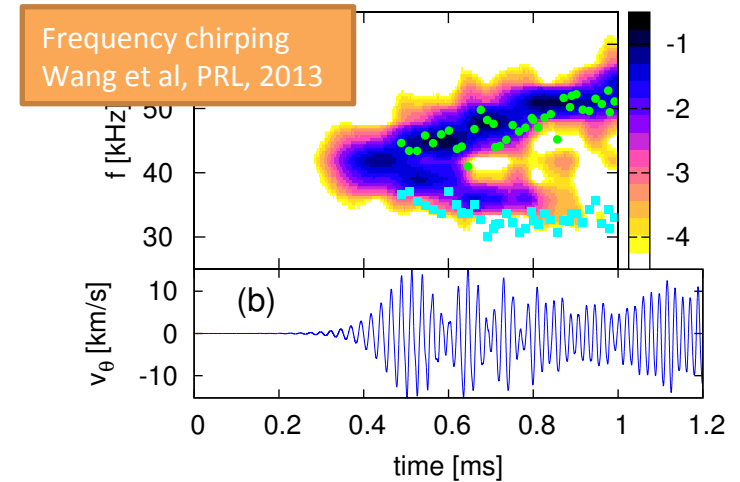 Frequency chirping
Wang et al, PRL, 2013
f [kHz]
50
40
30
-1
-2
-3
-4
(b)
v_θ [km/s]
10
0
-10
0 0.2 0.4 0.6 0.8 1 1.2
time [ms]